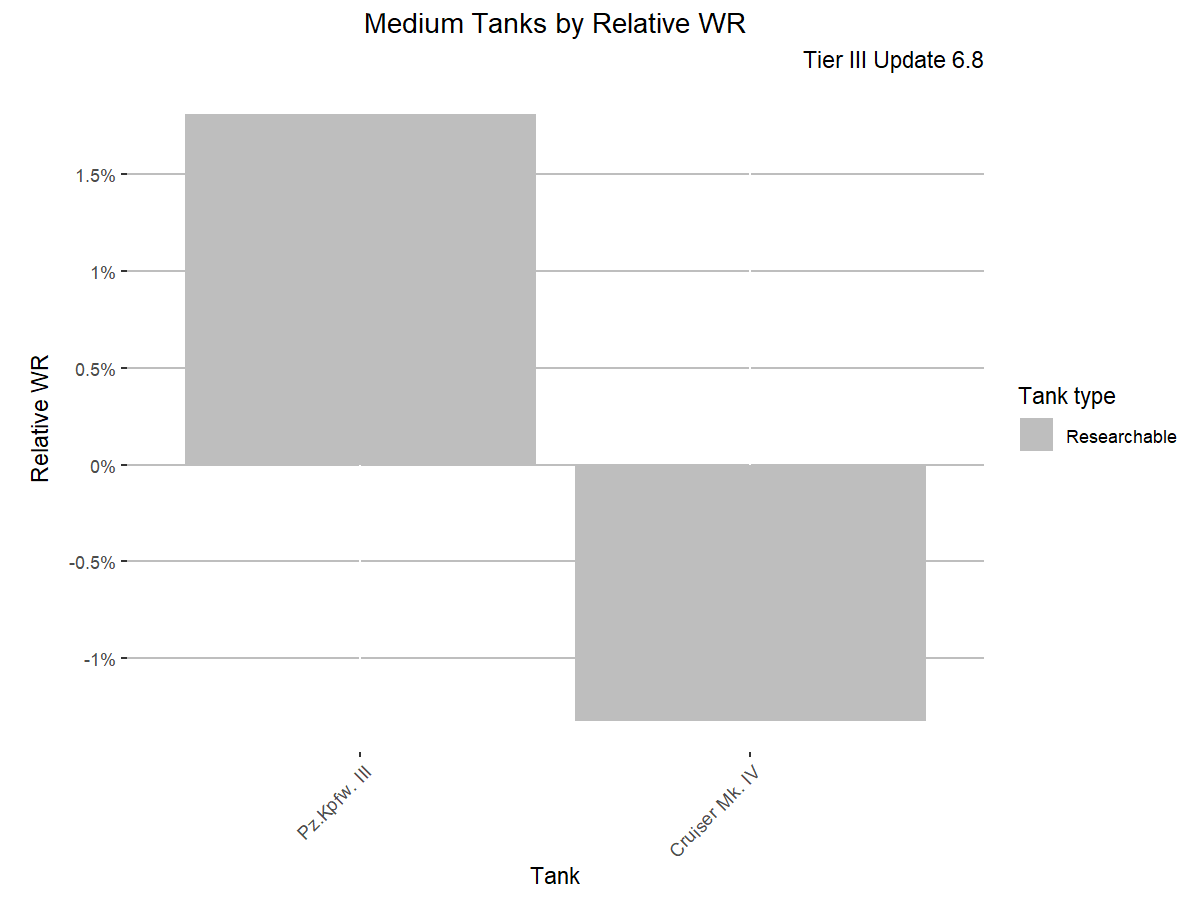 Medium Tanks by Relative WR
Tier III Update 6.8
Relative WR
1.5%
1%
0.5%
0%
-0.5%
-1%
Pz.Kpfw. III
Cruiser Mk. IV
Tank
Tank type
Researchable